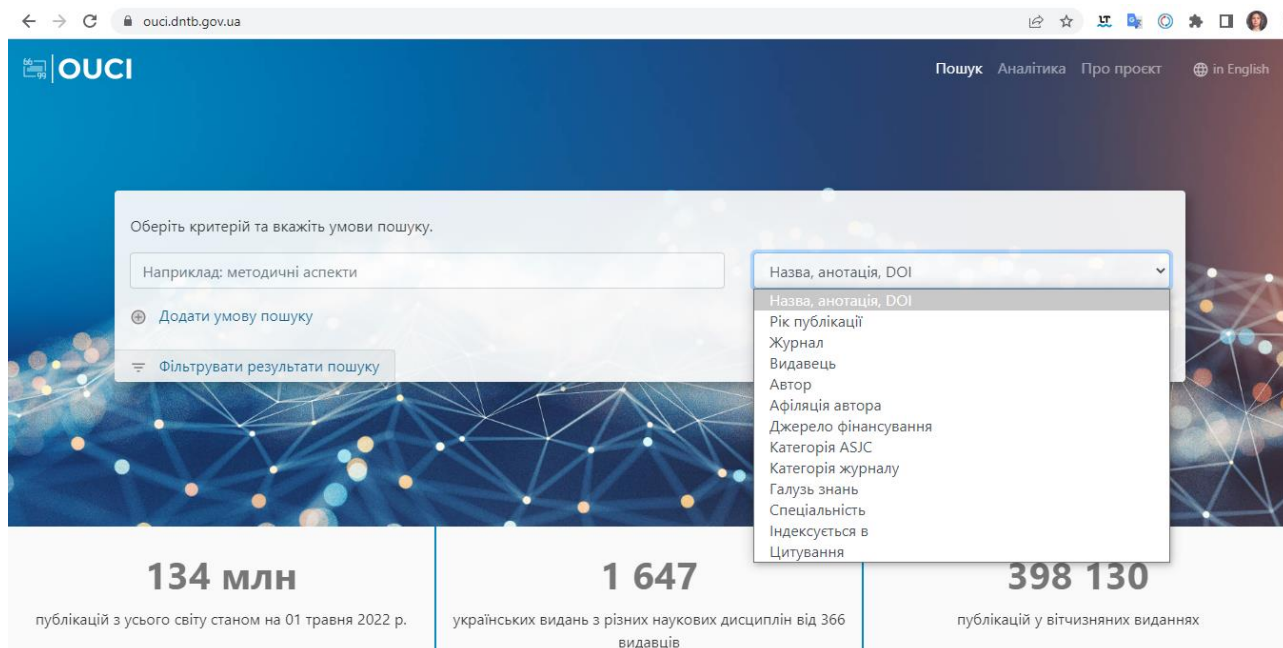 ouci.dntb.gov.ua
OUCI
Пошук Аналітика Про проєкт in English
Оберіть критерій та вкажіть умови пошуку.
Наприклад: методичні аспекти
Назва, анотація, DOI
Додати умову пошуку
Фільтрувати результати пошуку
Назва, анотація, DOI
Рік публікації
Журнал
Видавець
Автор
Афіляція автора
Джерело фінансування
Категорія ASJC
Категорія журналу
Галузь знань
Спеціальність
Індексується в
Цитування
134 млн
публікацій з усього світу станом на 01 травня 2022 р.
1 647
українських видань з різних наукових дисциплін від 366
видавців
398 130
публікацій у вітчизняних виданнях